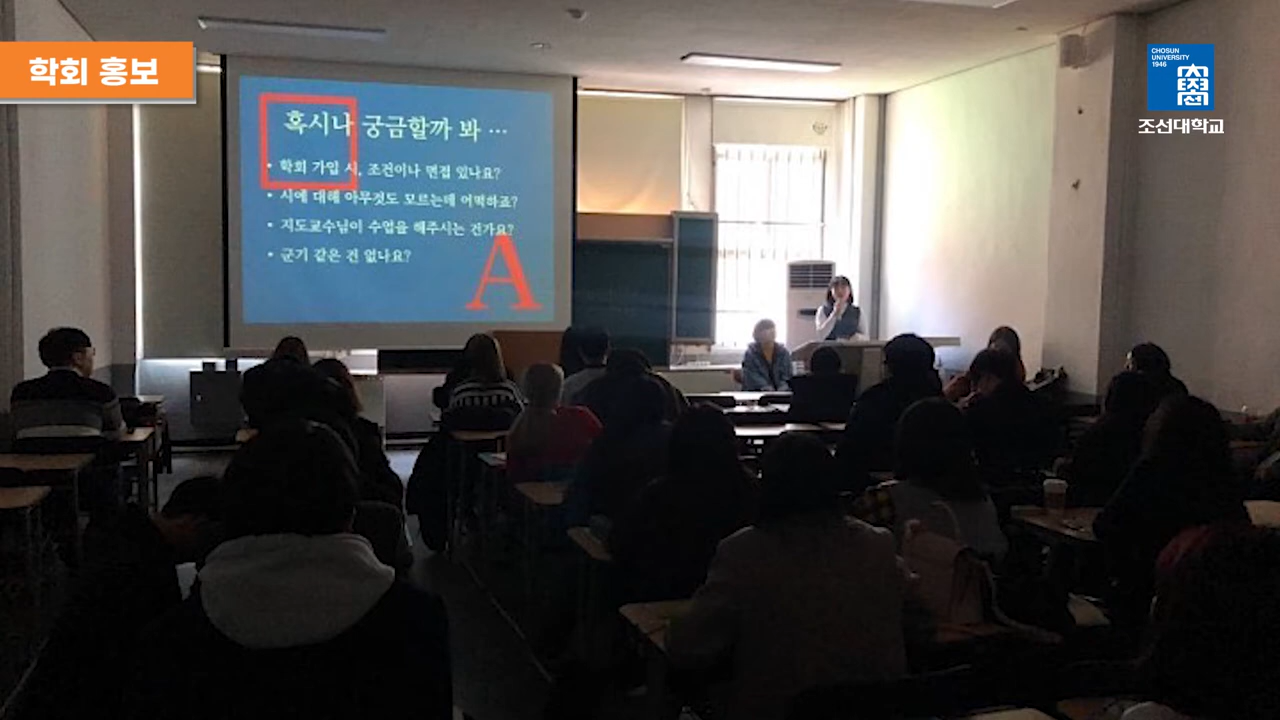 학회 홍보
CHOSUN
UNIVERSITY
1946
조선대학교
혹시나 궁금할까 봐 …
• 학회 가입 시, 조건이나 면접 있나요?
• 시에 대해 아무것도 모르는데 어떡하죠?
• 지도교수님이 수업을 해주시는 건가요?
• 군기 같은 건 없나요?
A